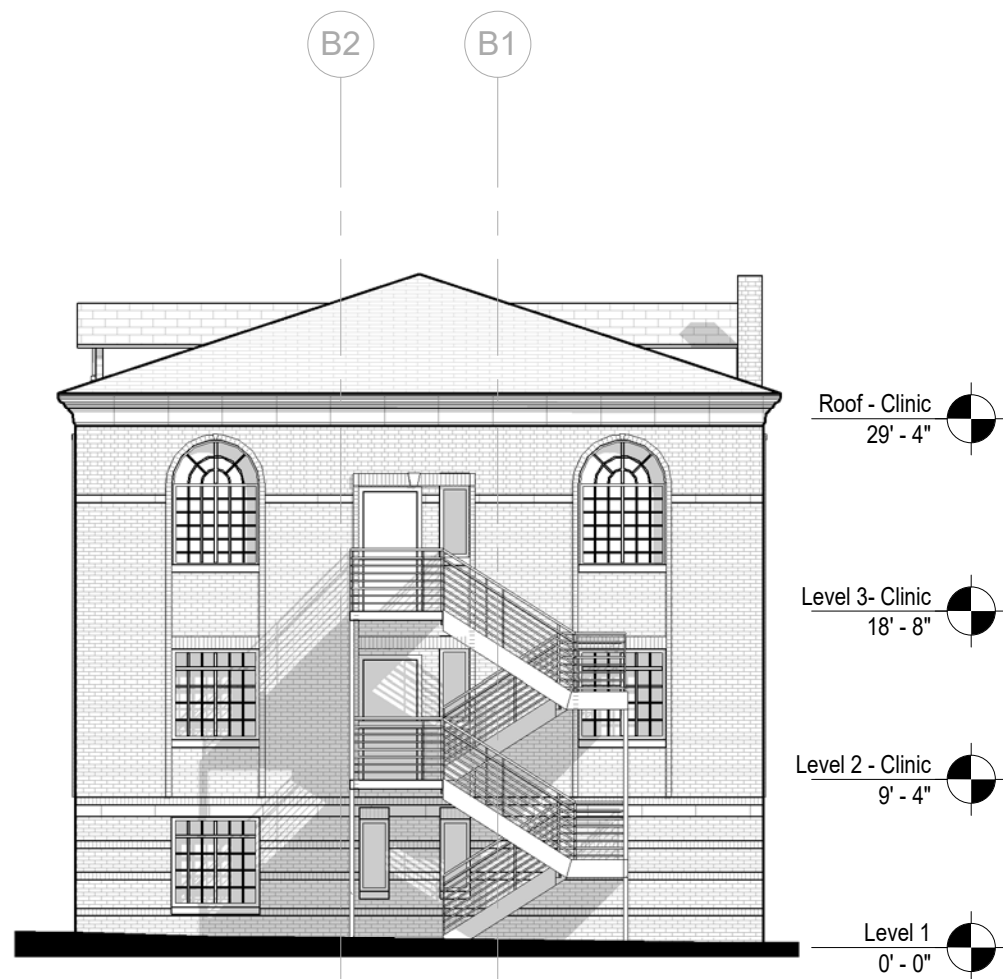 B2
B1
Roof - Clinic
29' - 4"
Level 3- Clinic
18' - 8"
Level 2 - Clinic
9' - 4"
Level 1
0' - 0"